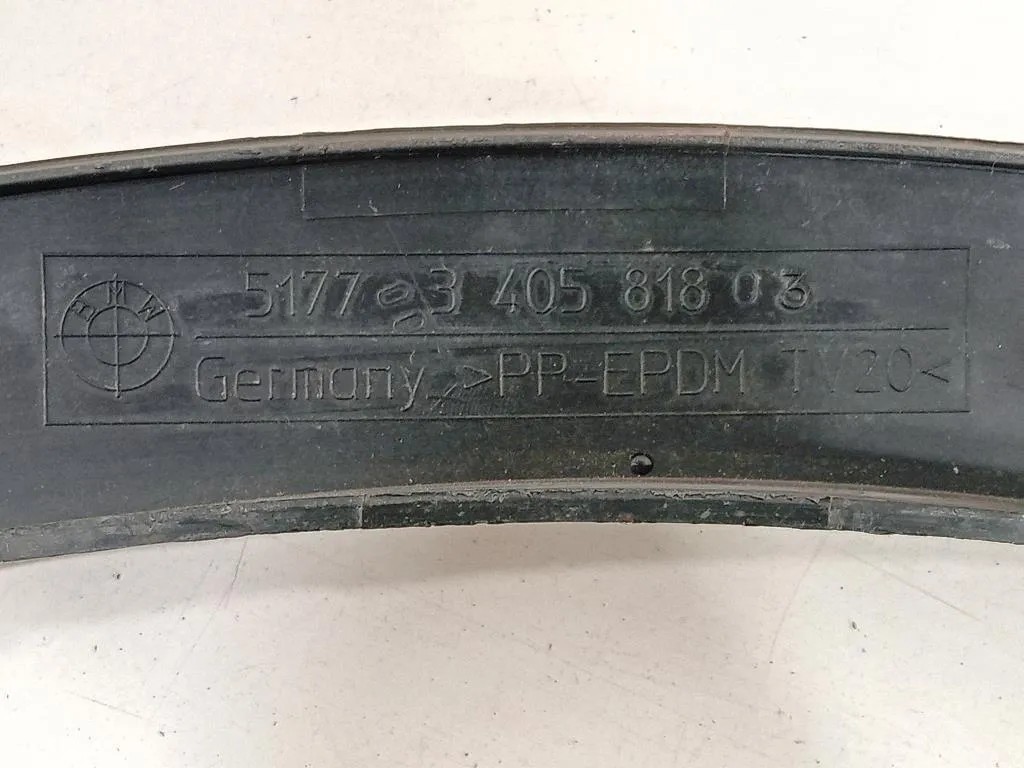 BMW
5177 3 405 818 03
Germany >PP-EPDM TV20<